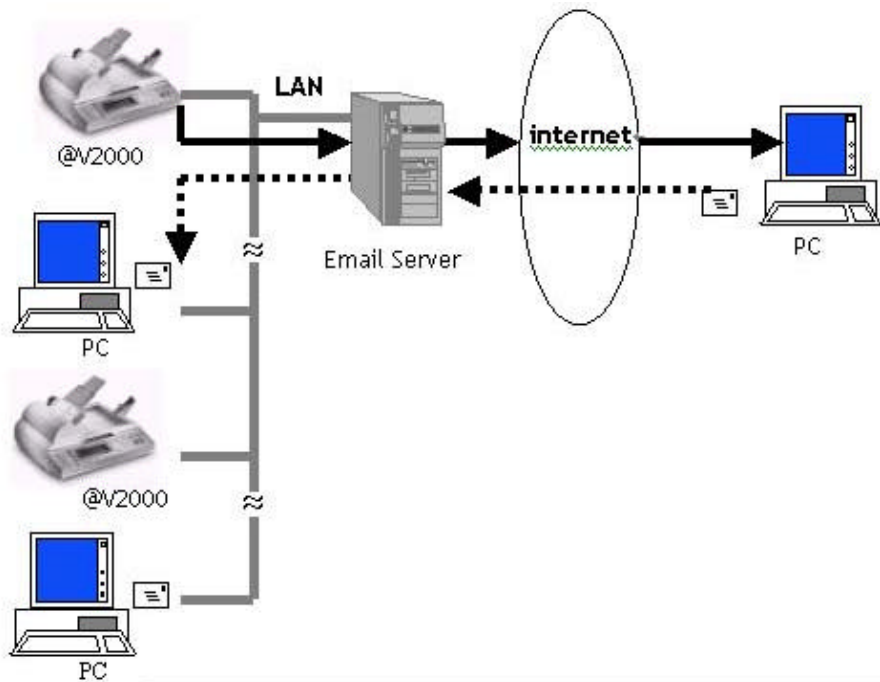 LAN
@V2000
internet
Email Server
PC
PC
@V2000
PC